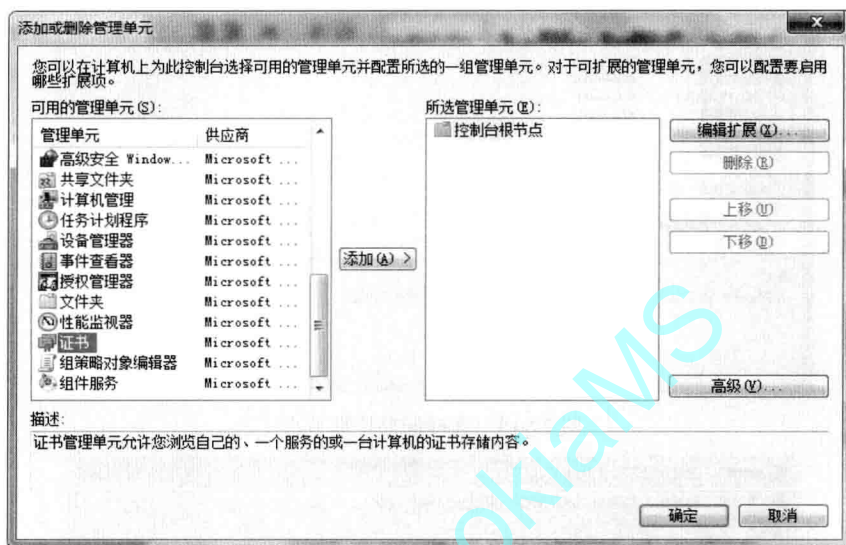 添加或删除管理单元
您可以在计算机上为此控制台选择可用的管理单元并配置所选的一组管理单元。对于可扩展的管理单元，您可以配置要启用
哪些扩展项。
可用的管理单元(S):
所选管理单元(E):
管理单元 供应商
控制台根节点
编辑扩展(X)...
高级安全 Window... Microsoft ...
共享文件夹 Microsoft ...
删除(R)
计算机管理 Microsoft ...
任务计划程序 Microsoft ...
上移(U)
设备管理器 Microsoft ...
下移(D)
事件查看器 Microsoft ...
添加(A) >
授权管理器 Microsoft ...
文件夹 Microsoft ...
性能监视器 Microsoft ...
证书 Microsoft ...
组策略对象编辑器 Microsoft ...
组件服务 Microsoft ...
高级(V)...
描述:
证书管理单元允许您浏览自己的、一个服务的或一台计算机的证书存储内容。
确定
取消
okiaMS